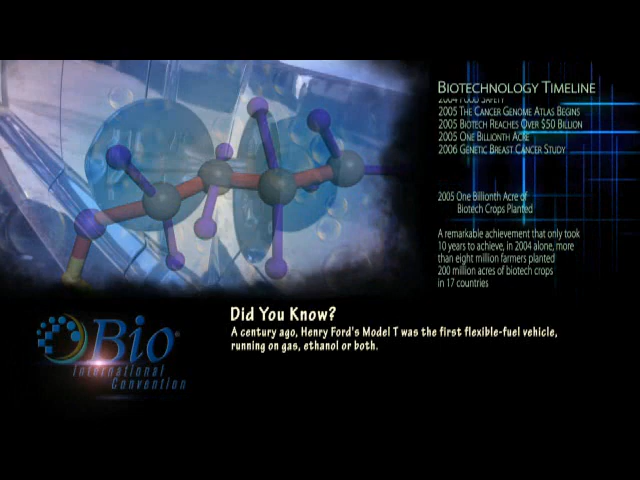 BIOTECHNOLOGY TIMELINE
2004 FOOD SAFETY
2005 THE CANCER GENOME ATLAS BEGINS
2005 BIOTECH REACHES OVER $50 BILLION
2005 ONE BILLIONTH ACRE
2006 GENETIC BREAST CANCER STUDY
2005 One Billionth Acre of
Biotech Crops Planted
A remarkable achievement that only took
10 years to achieve, in 2004 alone, more
than eight million farmers planted
200 million acres of biotech crops
in 17 countries
Did You Know?
A century ago, Henry Ford's Model T was the first flexible-fuel vehicle,
running on gas, ethanol or both.
Bio
International
Convention